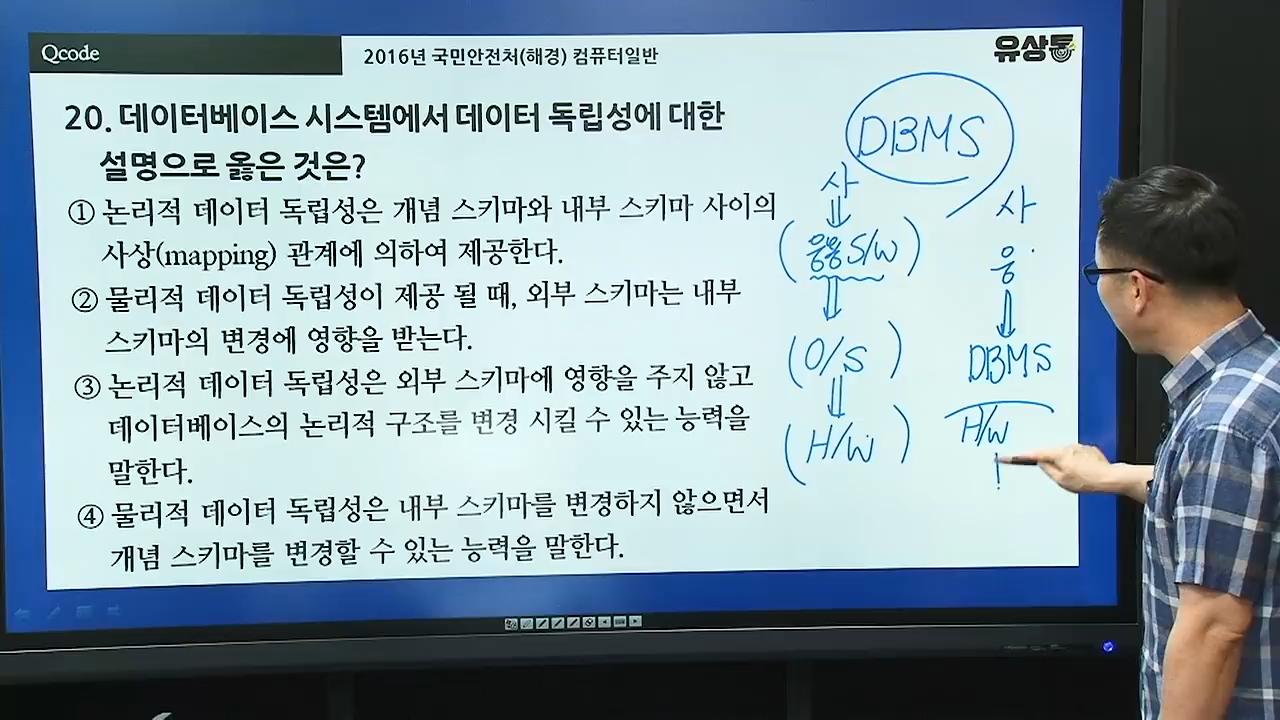 Qcode
2016년 국민안전처(해경) 컴퓨터일반
유상통
20. 데이터베이스 시스템에서 데이터 독립성에 대한
설명으로 옳은 것은?
① 논리적 데이터 독립성은 개념 스키마와 내부 스키마 사이의
사상(mapping) 관계에 의하여 제공한다.
② 물리적 데이터 독립성이 제공 될 때, 외부 스키마는 내부
스키마의 변경에 영향을 받는다.
③ 논리적 데이터 독립성은 외부 스키마에 영향을 주지 않고
데이터베이스의 논리적 구조를 변경 시킬 수 있는 능력을
말한다.
④ 물리적 데이터 독립성은 내부 스키마를 변경하지 않으면서
개념 스키마를 변경할 수 있는 능력을 말한다.
DBMS
사
(응용S/W)
(O/S)
(H/W)
사
응
DBMS
H/W